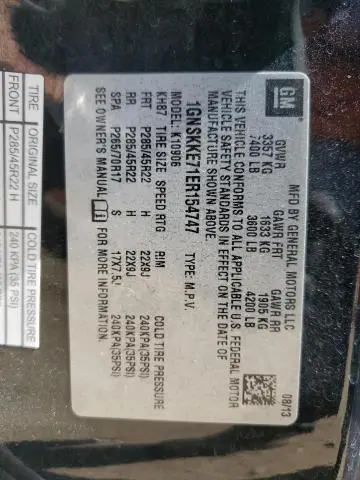 GM
MFD BY GENERAL MOTORS LLC
08/13
GVWR GAWR FRT GAWR RR
3357 KG 1633 KG 1905 KG
7400 LB 3600 LB 4200 LB
THIS VEHICLE CONFORMS TO ALL APPLICABLE U.S. FEDERAL MOTOR
VEHICLE SAFETY STANDARDS IN EFFECT ON THE DATE OF
MANUFACTURE SHOWN ABOVE.
1GNSKKE71ER154747 TYPE: M.P.V.
MODEL: K10906
KH87 TIRE SIZE SPEED RTG RIM COLD TIRE PRESSURE
FRT P285/45R22 H 22X9J 240KPA(35PSI)
RR P285/45R22 H 22X9J 240KPA(35PSI)
SPA P265/70R17 S 17X7.5J 240KPA(35PSI)
SEE OWNER'S MANUAL
TIRE ORIGINAL SIZE COLD TIRE PRESSURE
FRONT P285/45R22 H 240 KPA (35 PSI)